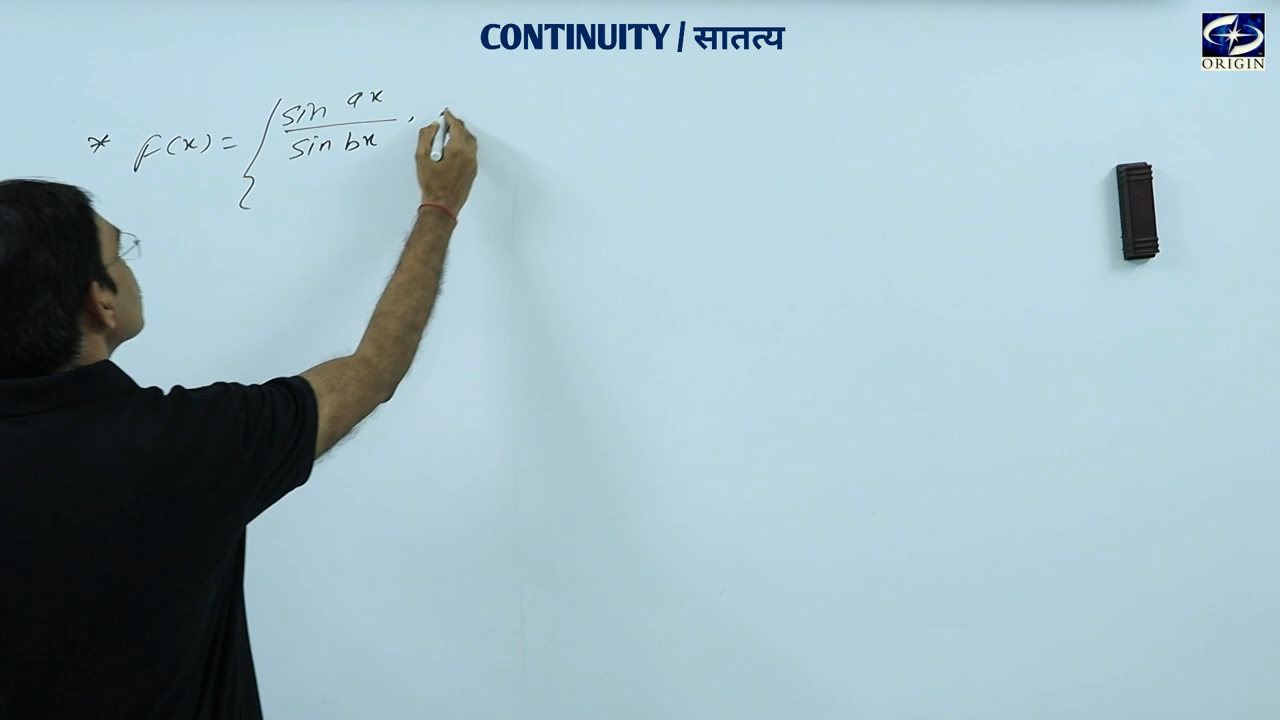 CONTINUITY / सातत्य
ORIGIN
* f(x) = { sin ax / sin bx ,